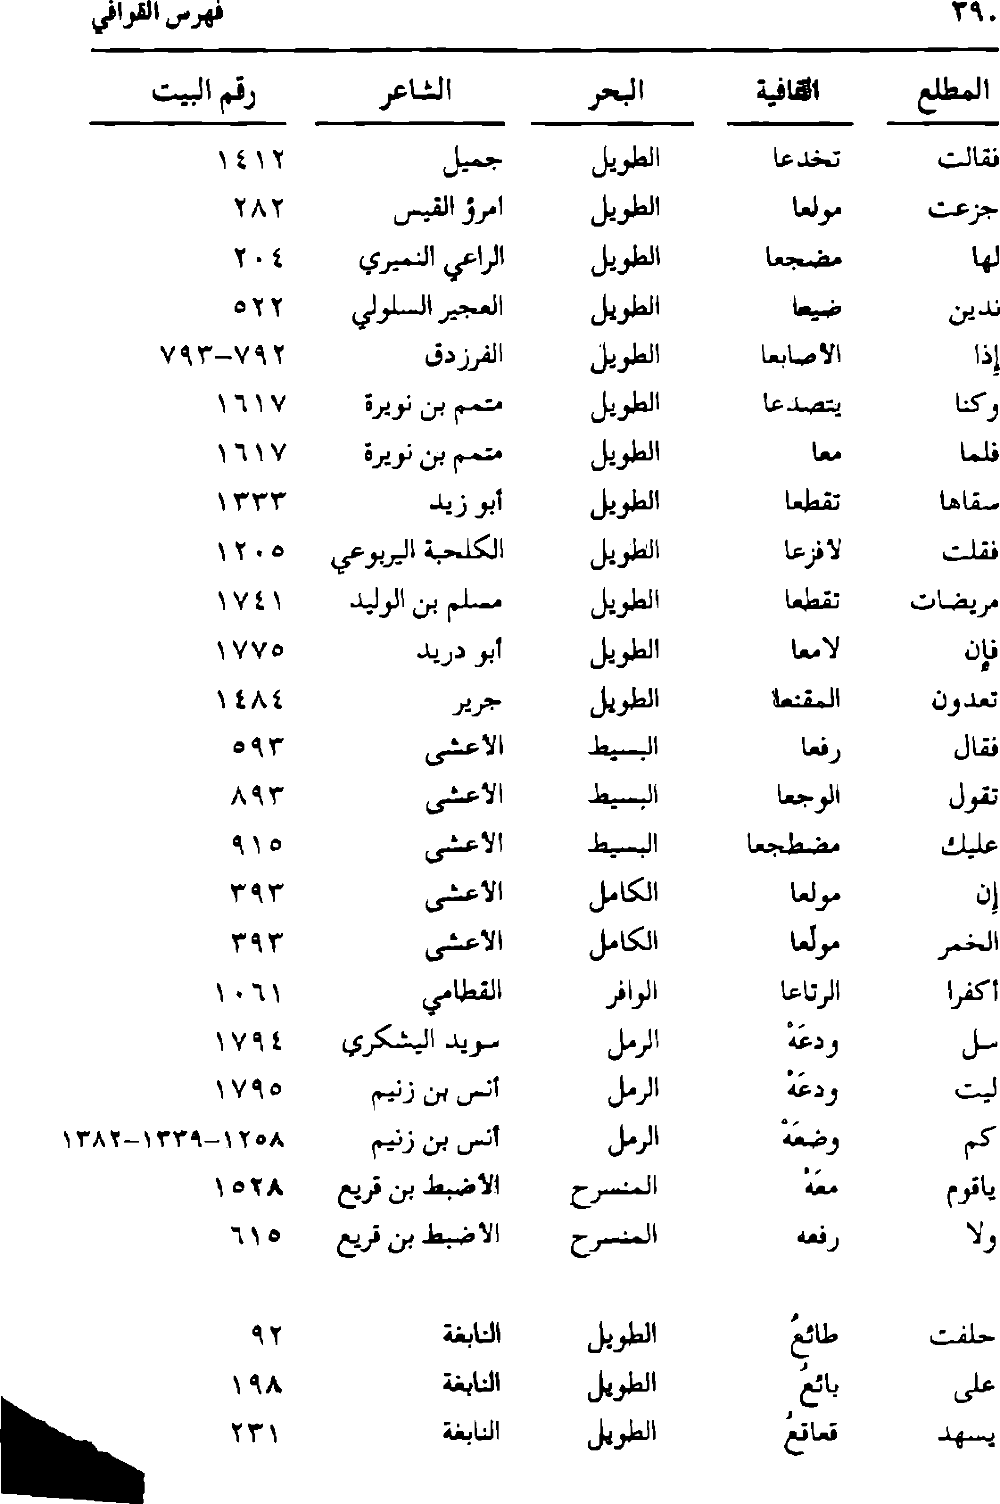 ٣٩٠ فهرس القوافي
المطلع القافية البحر الشاعر رقم البيت
فقالت تخدعا الطويل جميل ١٤١٢
جزعت مولعا الطويل امرؤ القيس ٢٨٢
لها مضجعا الطويل الراعي النميري ٢٠٤
ندين ضيعا الطويل العجير السلولي ٥٢٢
إذا الأصابعا الطويل الفرزدق ٧٩٢-٧٩٣
وكنا يتصدعا الطويل متمم بن نويرة ١٦١٧
فلما معا الطويل متمم بن نويرة ١٦١٧
سقاها تقطعا الطويل أبو زيد ١٣٣٣
فقلت لأفزعا الطويل الكلحبة اليربوعي ١٢٠٥
مريضات تقطعا الطويل مسلم بن الوليد ١٧٤١
فإن لامعا الطويل أبو دريد ١٧٧٥
تعدون المقنعا الطويل جرير ١٤٨٤
فقال رفعا البسيط الأعشى ٥٩٣
تقول الوجعا البسيط الأعشى ٨٩٣
عليك مضطجعا البسيط الأعشى ٩١٥
إن مولعا الكامل الأعشى ٣٩٣
الخمر مولّعا الكامل الأعشى ٣٩٣
أكفرا الرتاعا الوافر القطامي ١٠٦١
سل ودعَهْ الرمل سويد اليشكري ١٧٩٤
ليت ودعَهْ الرمل أنس بن زنيم ١٧٩٥
كم وضعَهْ الرمل أنس بن زنيم ١٢٥٨-١٣٣٩-١٣٨٢
ياقوم معَهْ المنسرح الأضبط بن قريع ١٥٢٨
ولا رفعه المنسرح الأضبط بن قريع ٦١٥
حلفت طائعُ الطويل النابغة ٩٢
على بائعُ الطويل النابغة ١٩٨
يسهد قعاقعُ الطويل النابغة ٢٣١